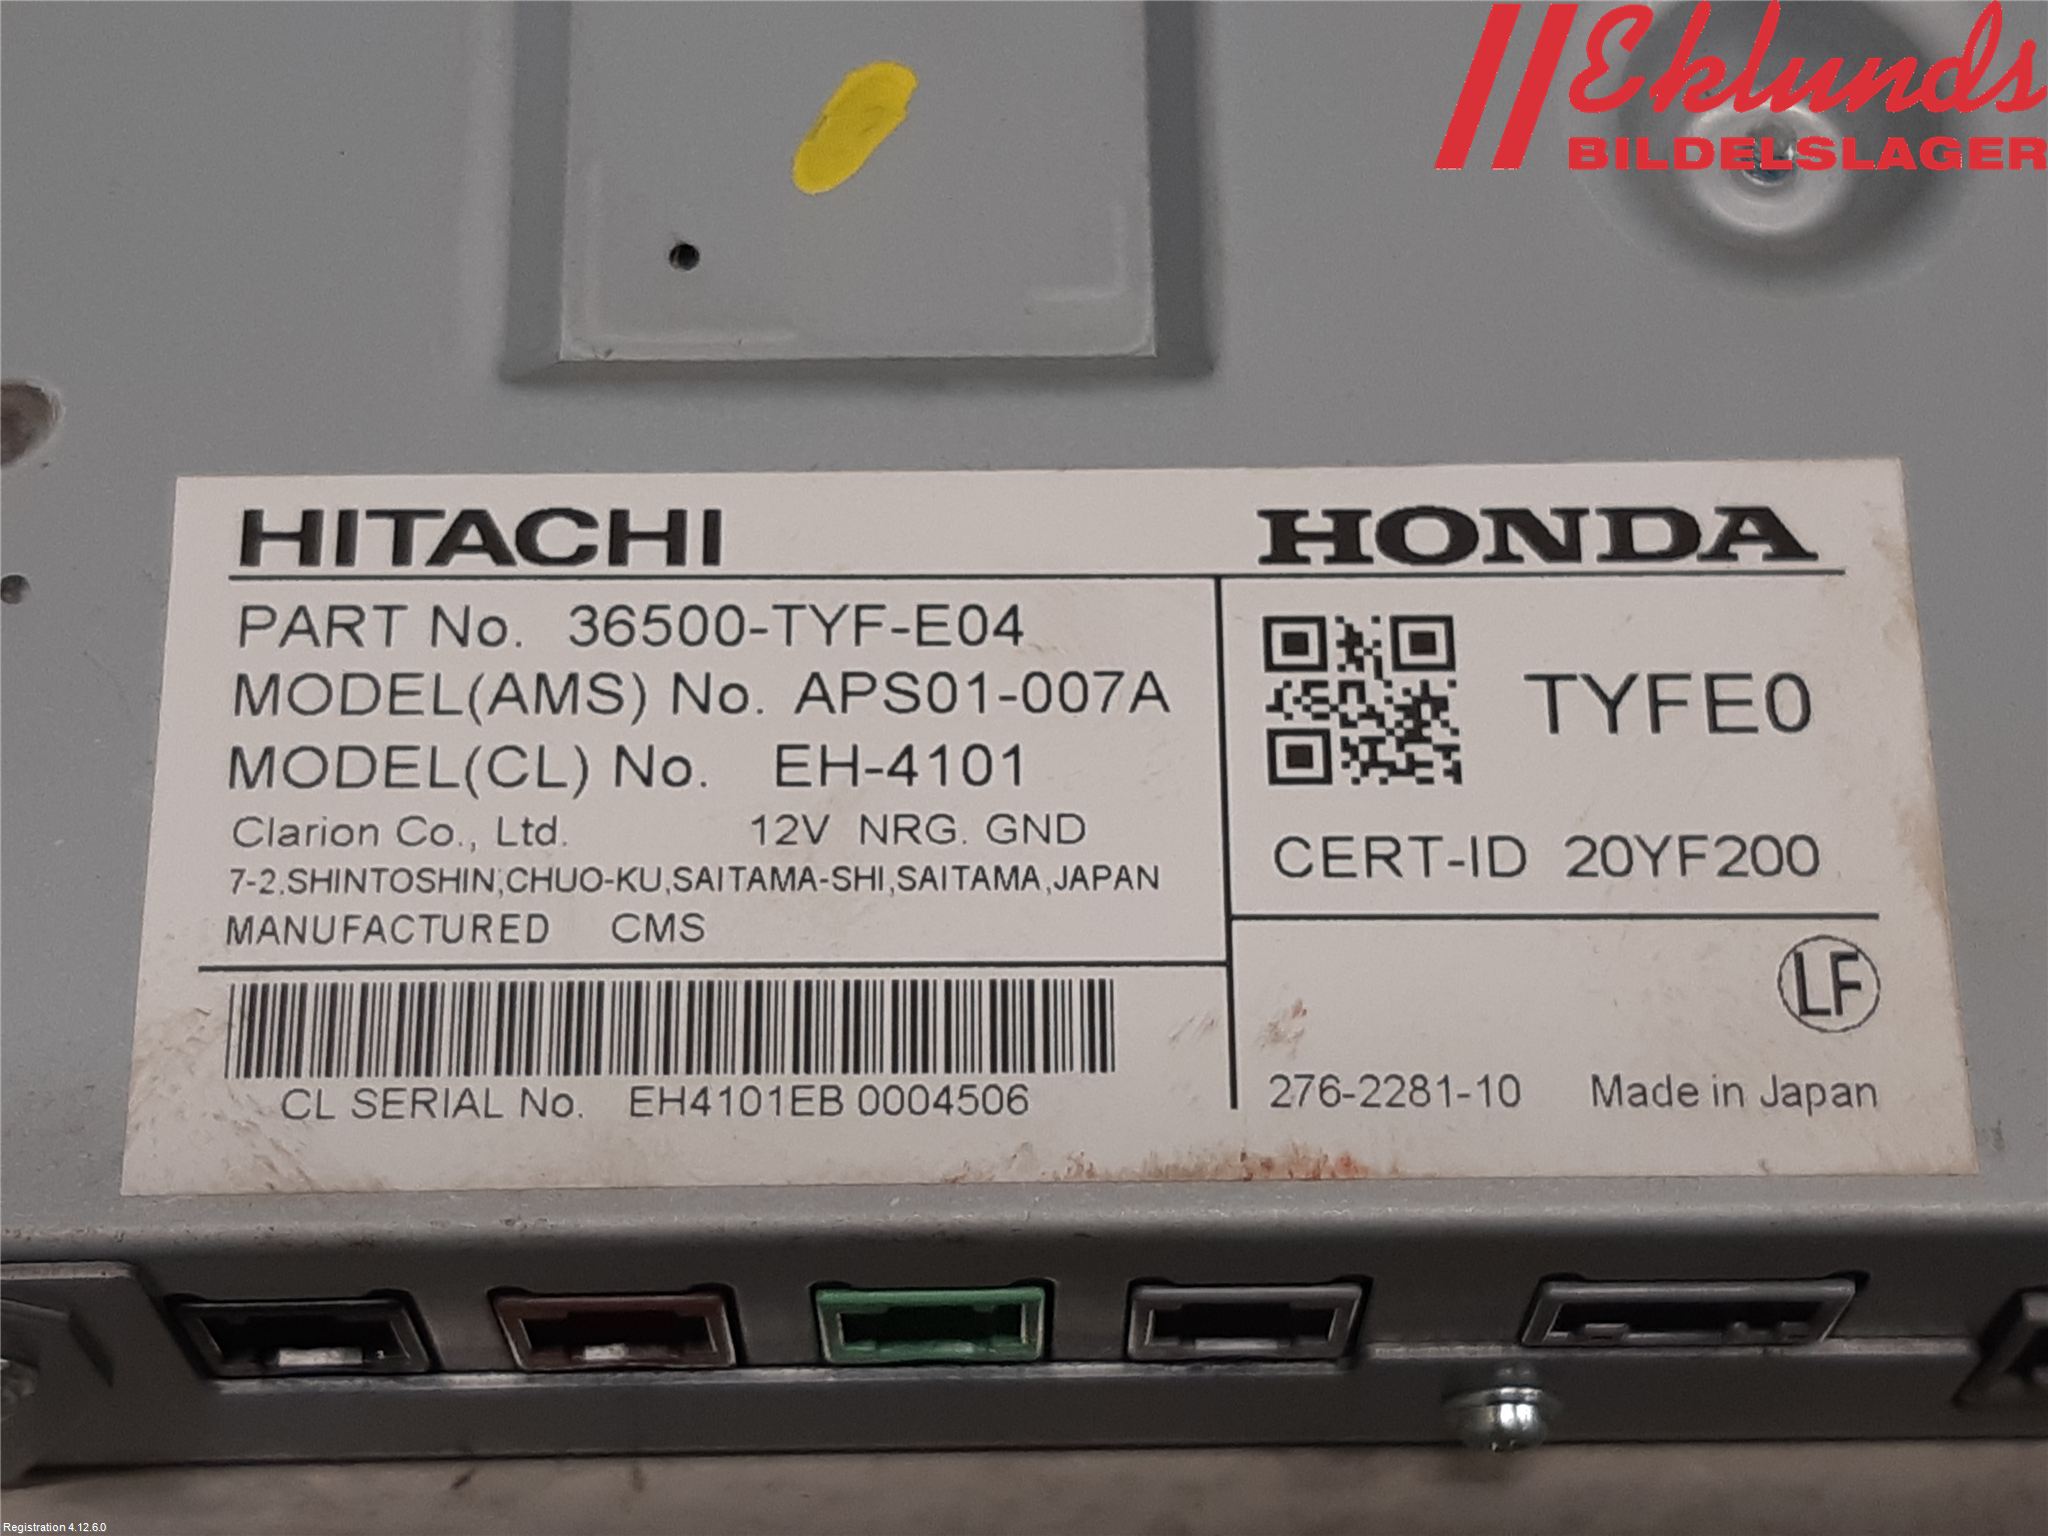 Eklunds
BILDELSLAGER
HITACHI
HONDA
PART No. 36500-TYF-E04
MODEL(AMS) No. APS01-007A
MODEL(CL) No. EH-4101
Clarion Co., Ltd. 12V NRG. GND
7-2,SHINTOSHIN,CHUO-KU,SAITAMA-SHI,SAITAMA,JAPAN
MANUFACTURED CMS
CL SERIAL No. EH4101EB 0004506
TYFE0
CERT-ID 20YF200
LF
276-2281-10 Made in Japan
Registration 4.12.6.0